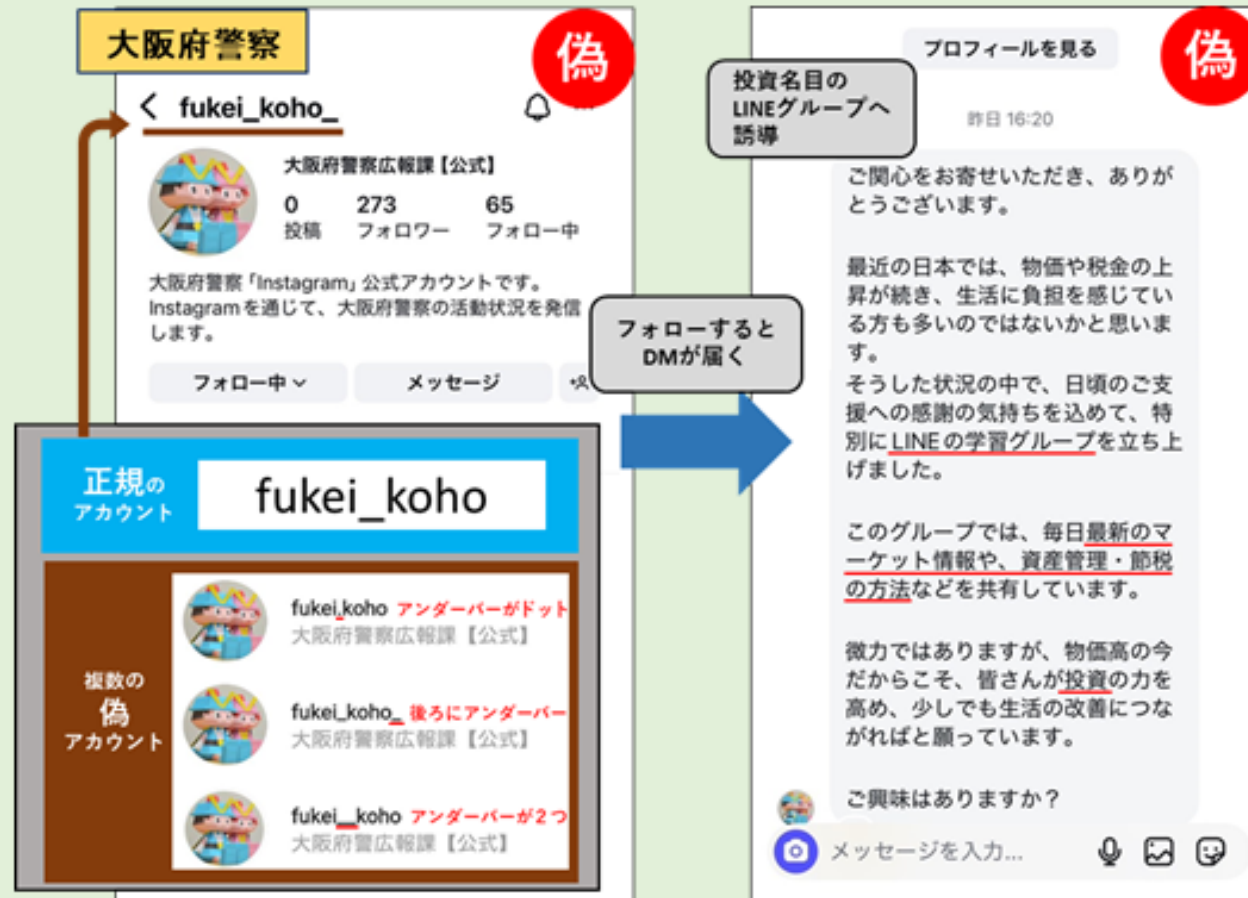 大阪府警察
偽
fukei_koho_
大阪府警察広報課【公式】
0 273 65
投稿 フォロワー フォロー中
大阪府警察「Instagram」公式アカウントです。
Instagramを通じて、大阪府警察の活動状況を発信
します。
フォロー中 メッセージ
正規の
アカウント
fukei_koho
複数の
偽
アカウント
fukei.koho アンダーバーがドット
大阪府警察広報課【公式】
fukei_koho_ 後ろにアンダーバー
大阪府警察広報課【公式】
fukei__koho アンダーバーが2つ
大阪府警広報課【公式】
フォローすると
DMが届く
プロフィールを見る
偽
投資名目の
LINEグループへ
誘導
昨日 16:20
ご関心をお寄せいただき、ありが
とうございます。
最近の日本では、物価や税金の上
昇が続き、生活に負担を感じてい
る方も多いのではないかと思いま
す。
そうした状況の中で、日頃のご支
援への感謝の気持ちを込めて、特
別にLINEの学習グループを立ち上
げました。
このグループでは、毎日最新のマ
ーケット情報や、資産管理・節税
の方法などを共有しています。
微力ではありますが、物価高の今
だからこそ、皆さんが投資の力を
高め、少しでも生活の改善につな
がればと願っています。
ご興味はありますか？
メッセージを入力...